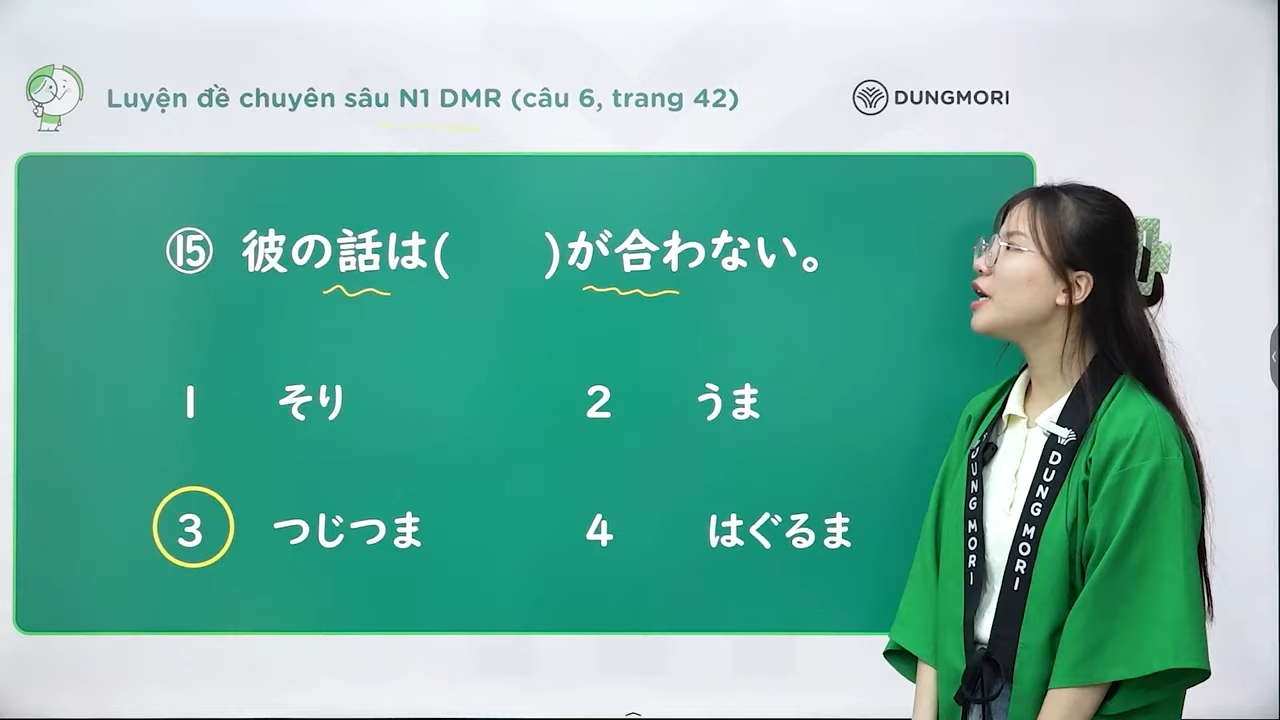 Luyện đề chuyên sâu N1 DMR (câu 6, trang 42)
DUNGMORI
⑮ 彼の話は( )が合わない。
1 そり
2 うま
3 つじつま
4 はぐるま
DUNG MORI
DUNG MORI